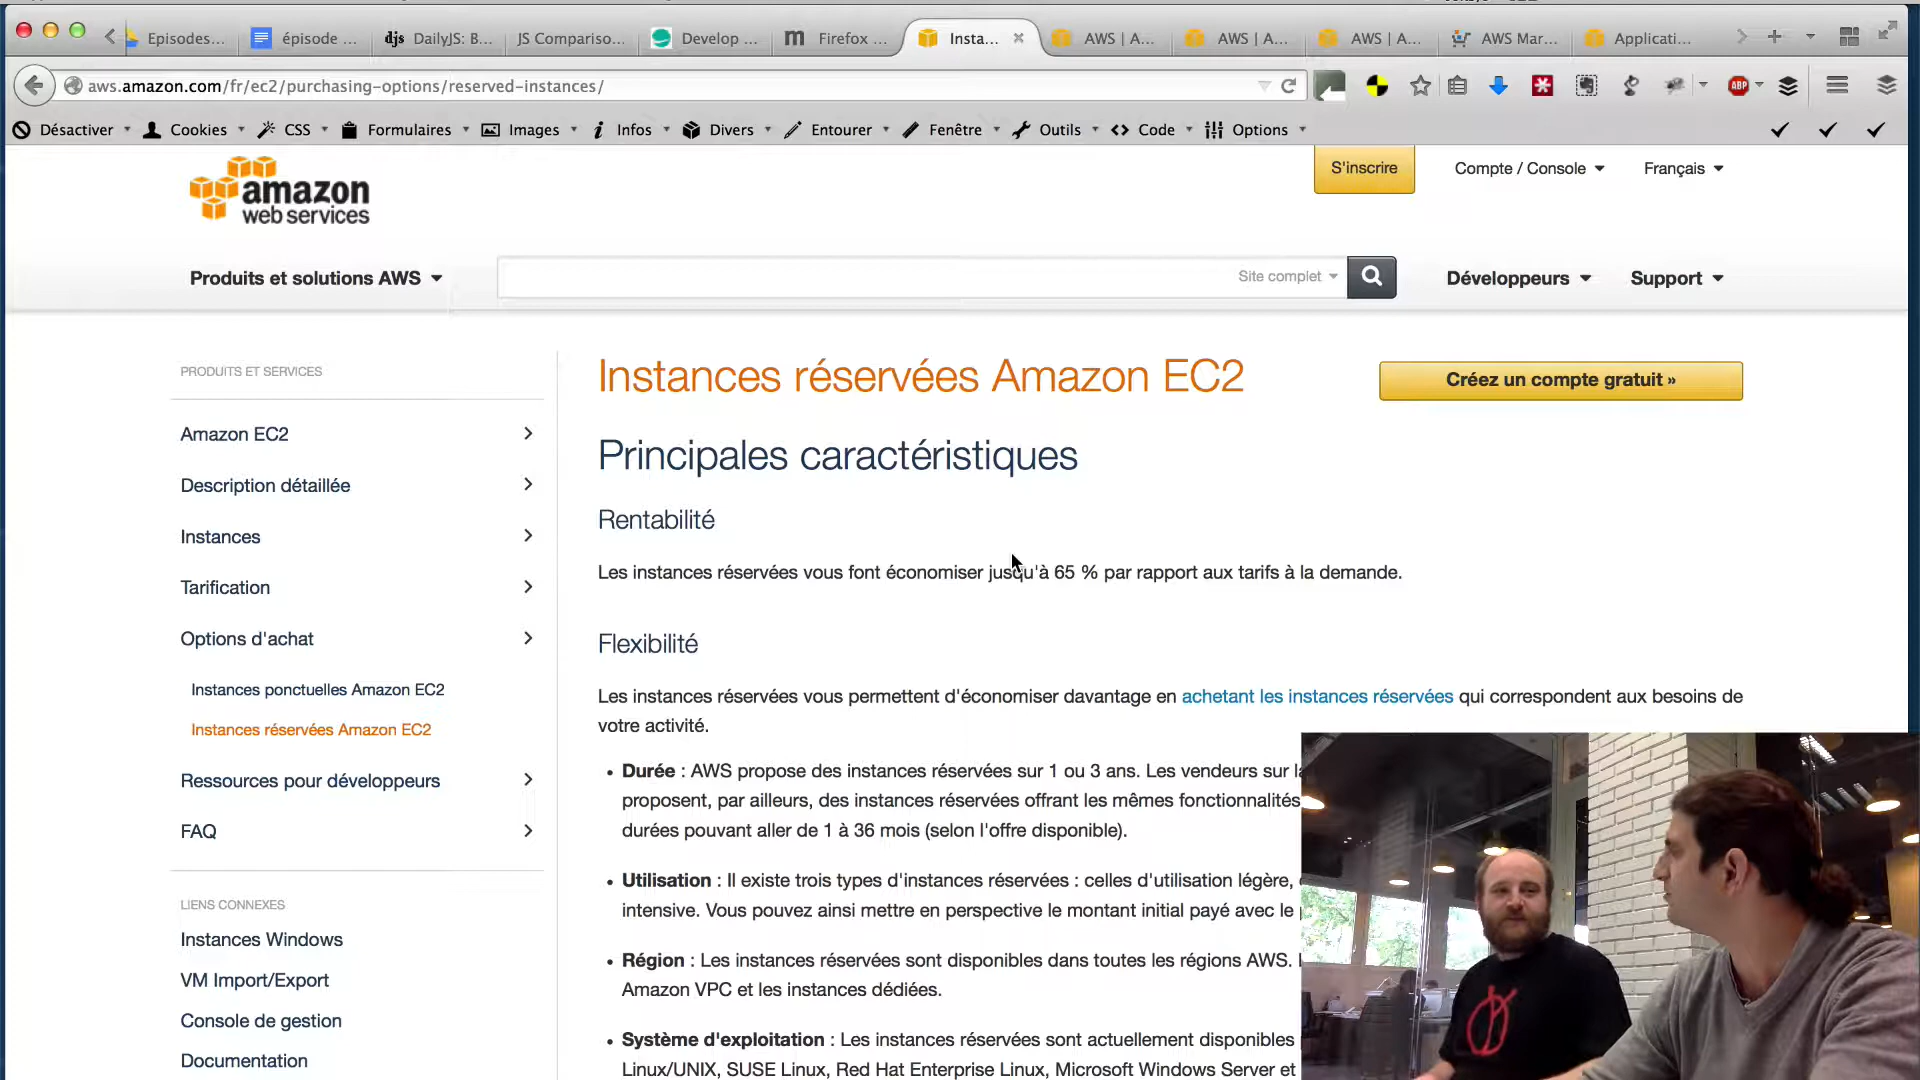 Episodes...
épisode ...
djs DailyJS: B...
JS Compariso...
Develop ...
m Firefox ...
Insta...
AWS | A...
AWS | A...
AWS | A...
AWS Mar...
Applicati...
aws.amazon.com/fr/ec2/purchasing-options/reserved-instances/
ABP
Désactiver
Cookies
CSS
Formulaires
Images
Infos
Divers
Entourer
Fenêtre
Outils
Code
Options
amazon
web services
S'inscrire
Compte / Console
Français
Produits et solutions AWS
Site complet
Développeurs
Support
PRODUITS ET SERVICES
Amazon EC2
Description détaillée
Instances
Tarification
Options d'achat
Instances ponctuelles Amazon EC2
Instances réservées Amazon EC2
Ressources pour développeurs
FAQ
LIENS CONNEXES
Instances Windows
VM Import/Export
Console de gestion
Documentation
Instances réservées Amazon EC2
Créez un compte gratuit »
Principales caractéristiques
Rentabilité
Les instances réservées vous font économiser jusqu'à 65 % par rapport aux tarifs à la demande.
Flexibilité
Les instances réservées vous permettent d'économiser davantage en achetant les instances réservées qui correspondent aux besoins de
votre activité.
• Durée : AWS propose des instances réservées sur 1 ou 3 ans. Les vendeurs sur
proposent, par ailleurs, des instances réservées offrant les mêmes fonctionnalités
durées pouvant aller de 1 à 36 mois (selon l'offre disponible).
• Utilisation : Il existe trois types d'instances réservées : celles d'utilisation légère,
intensive. Vous pouvez ainsi mettre en perspective le montant initial payé avec le
• Région : Les instances réservées sont disponibles dans toutes les régions AWS.
Amazon VPC et les instances dédiées.
• Système d'exploitation : Les instances réservées sont actuellement disponibles
Linux/UNIX, SUSE Linux, Red Hat Enterprise Linux, Microsoft Windows Server et